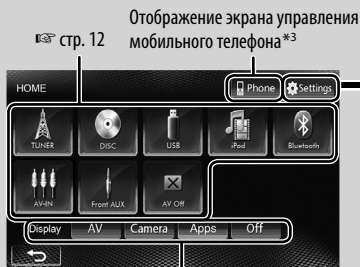 Отображение экрана управления
мобильного телефона*3
☞ стр. 12
HOME
Phone
Settings
TUNER
DISC
USB
iPod
Bluetooth
AV-IN
Front AUX
AV Off
Display
AV
Camera
Apps
Off